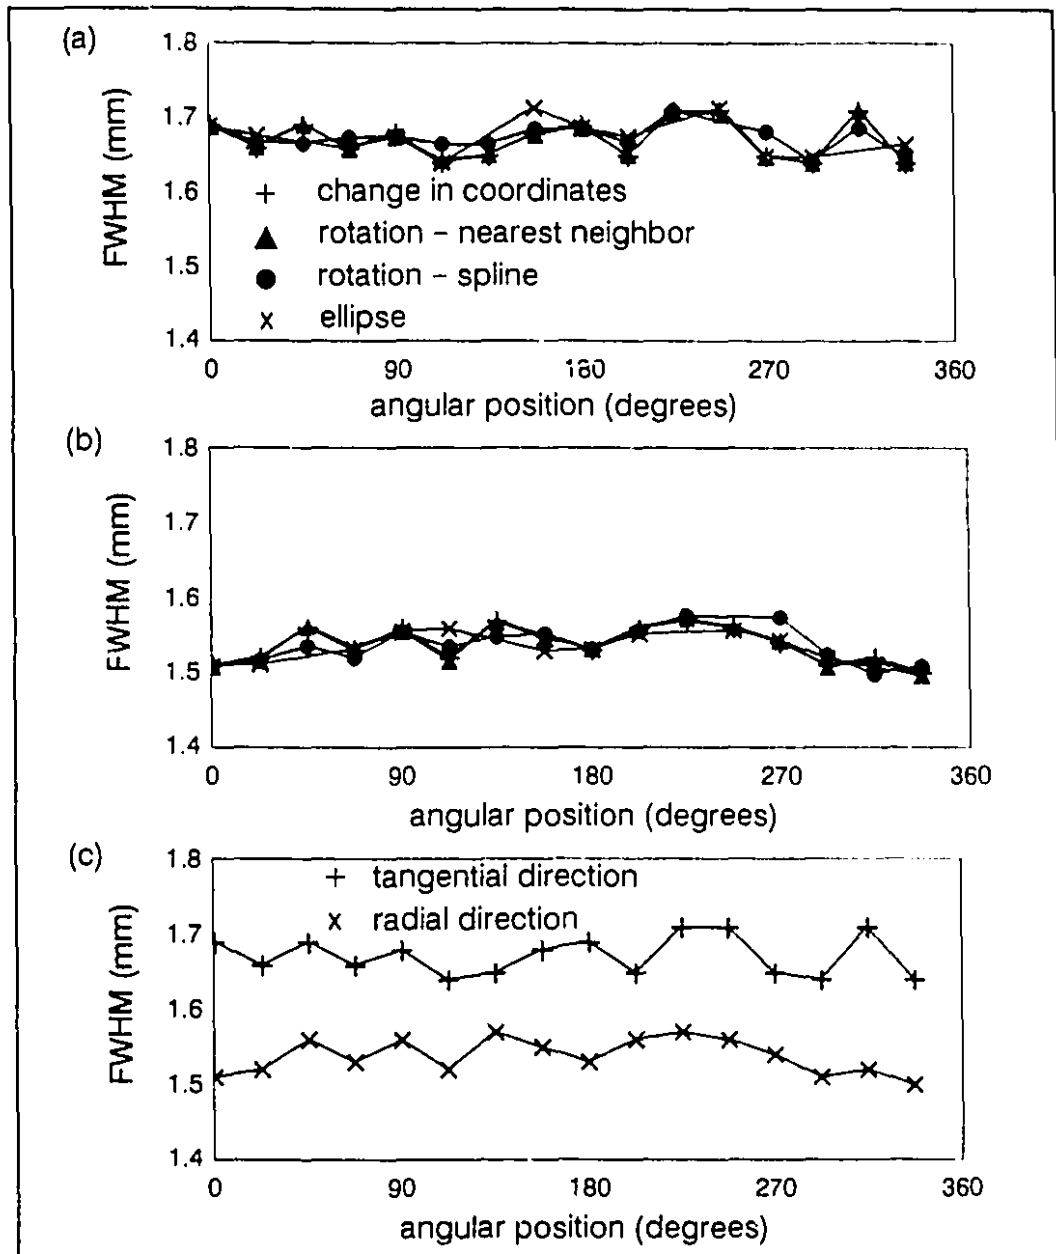 (a)
1.8
1.7
1.6
1.5
1.4
FWHM (mm)
+ change in coordinates
▲ rotation – nearest neighbor
● rotation – spline
× ellipse
0 90 180 270 360
angular position (degrees)
(b)
1.8
1.7
1.6
1.5
1.4
FWHM (mm)
0 90 180 270 360
angular position (degrees)
(c)
1.8
1.7
1.6
1.5
1.4
FWHM (mm)
+ tangential direction
× radial direction
0 90 180 270 360
angular position (degrees)